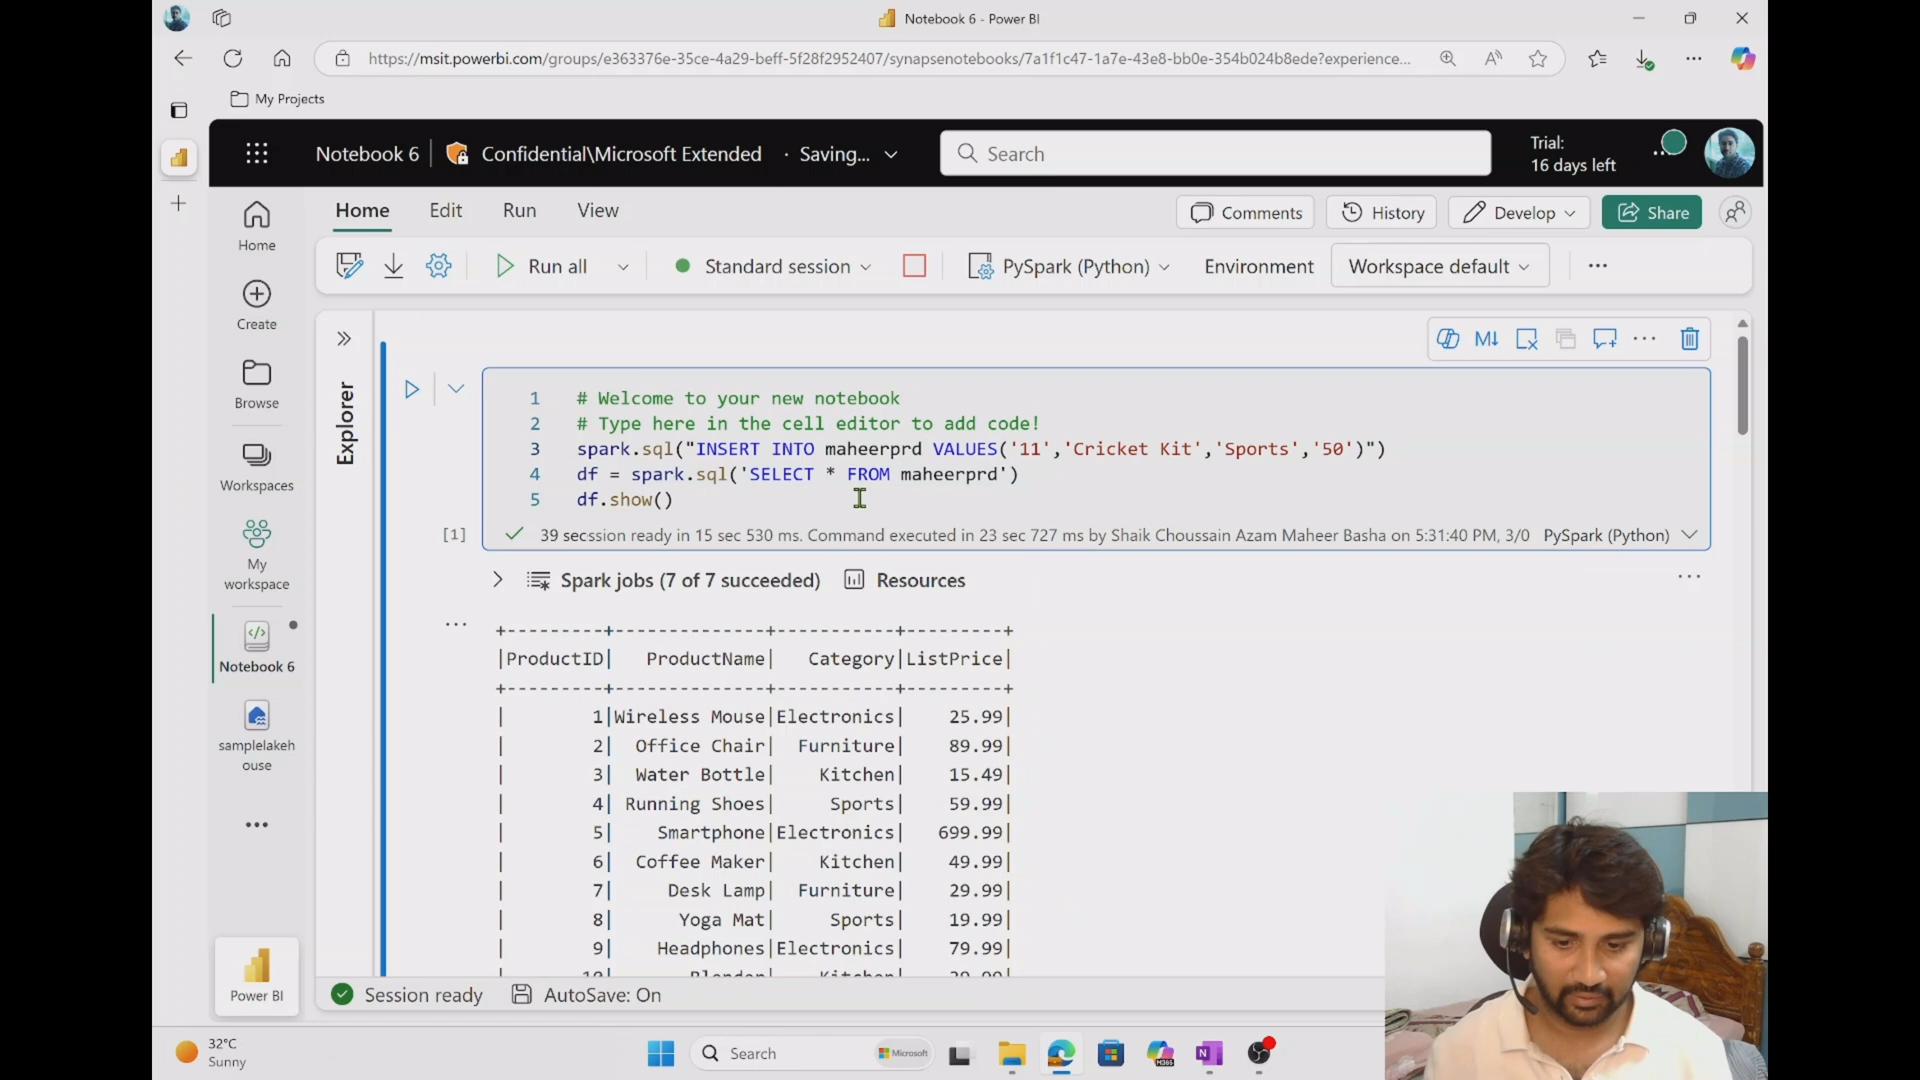 Notebook 6 - Power BI
https://msit.powerbi.com/groups/e363376e-35ce-4a29-beff-5f28f2952407/synapsenotebooks/7a1f1c47-1a7e-43e8-bb0e-354b024b8ede?experience...
My Projects
Notebook 6
Confidential\Microsoft Extended
· Saving...
Search
Trial:
16 days left
Home
Edit
Run
View
Comments
History
Develop
Share
Run all
Standard session
PySpark (Python)
Environment
Workspace default
Home
Create
Browse
Workspaces
My
workspace
Notebook 6
samplelakeh
ouse
Power BI
Explorer
M↓
1 # Welcome to your new notebook
2 # Type here in the cell editor to add code!
3 spark.sql("INSERT INTO maheerprd VALUES('11','Cricket Kit','Sports','50')")
4 df = spark.sql('SELECT * FROM maheerprd')
5 df.show()
[1]
39 secssion ready in 15 sec 530 ms. Command executed in 23 sec 727 ms by Shaik Choussain Azam Maheer Basha on 5:31:40 PM, 3/0
PySpark (Python)
Spark jobs (7 of 7 succeeded)
Resources
+---------+--------------+-----------+---------+
|ProductID|   ProductName|   Category|ListPrice|
+---------+--------------+-----------+---------+
|        1|Wireless Mouse|Electronics|    25.99|
|        2|  Office Chair|  Furniture|    89.99|
|        3|  Water Bottle|    Kitchen|    15.49|
|        4| Running Shoes|     Sports|    59.99|
|        5|    Smartphone|Electronics|   699.99|
|        6|  Coffee Maker|    Kitchen|    49.99|
|        7|     Desk Lamp|  Furniture|    29.99|
|        8|      Yoga Mat|     Sports|    19.99|
|        9|    Headphones|Electronics|    79.99|
Session ready
AutoSave: On
32°C
Sunny
Search
Microsoft
M365